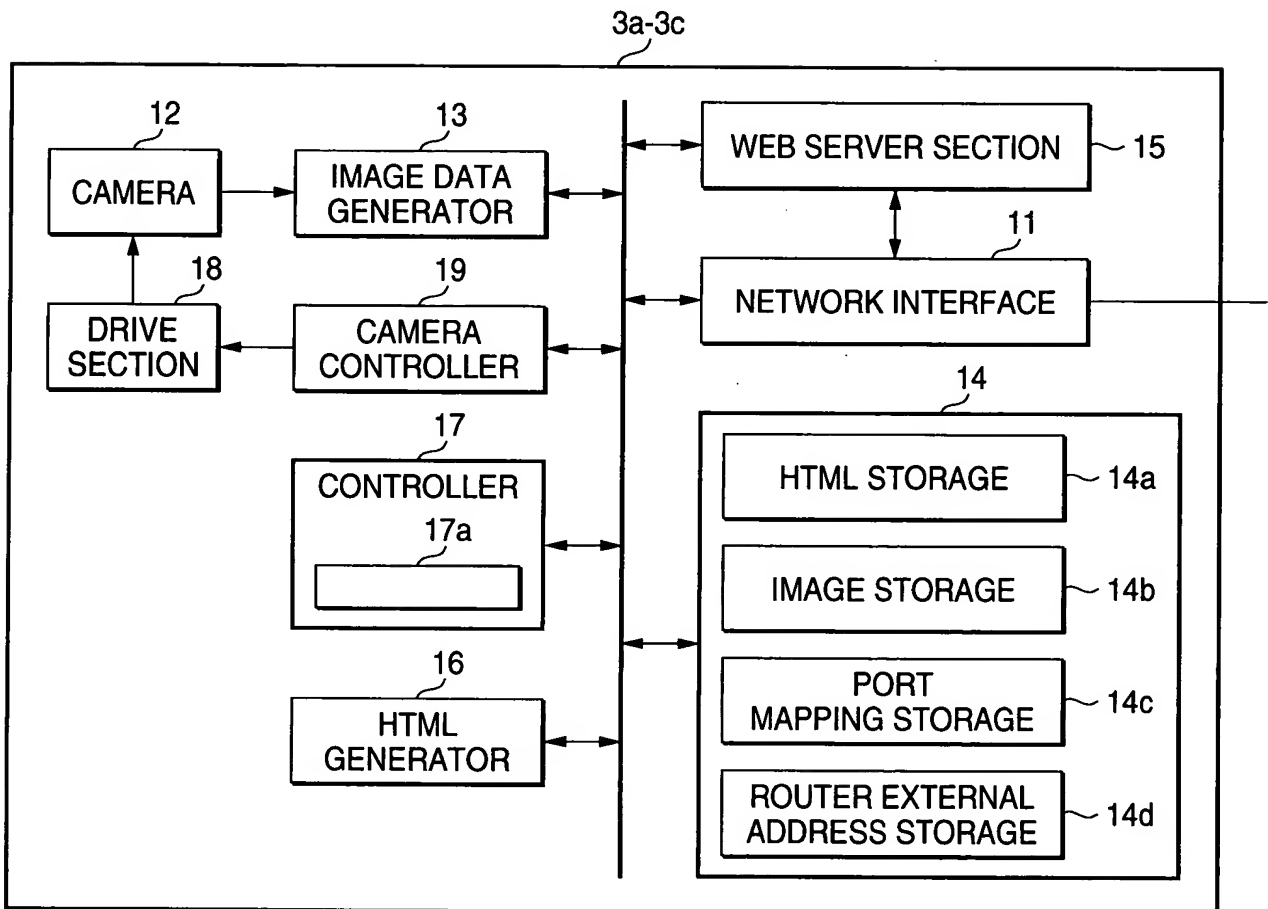 3a-3c
12
CAMERA
13
IMAGE DATA
GENERATOR
WEB SERVER SECTION
15
18
DRIVE
SECTION
19
CAMERA
CONTROLLER
11
NETWORK INTERFACE
17
CONTROLLER
17a
16
HTML
GENERATOR
14
HTML STORAGE
14a
IMAGE STORAGE
14b
PORT
MAPPING STORAGE
14c
ROUTER EXTERNAL
ADDRESS STORAGE
14d